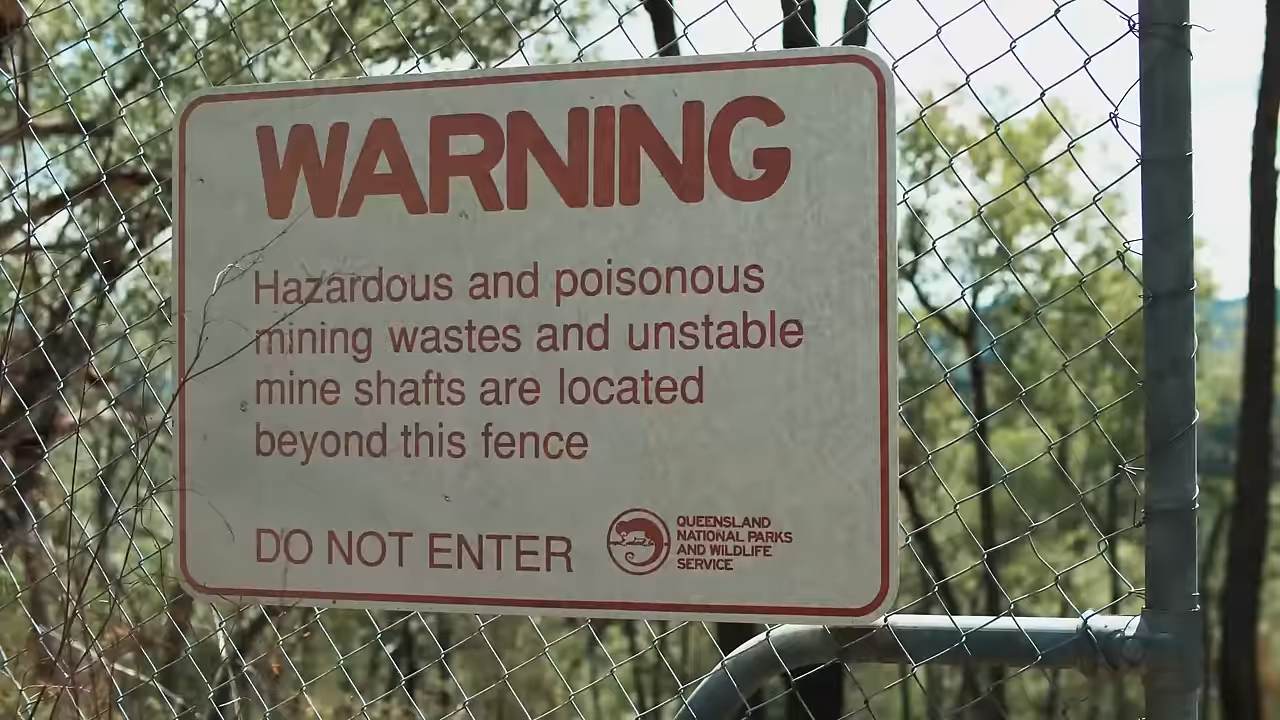 WARNING
Hazardous and poisonous
mining wastes and unstable
mine shafts are located
beyond this fence
DO NOT ENTER
QUEENSLAND
NATIONAL PARKS
AND WILDLIFE
SERVICE